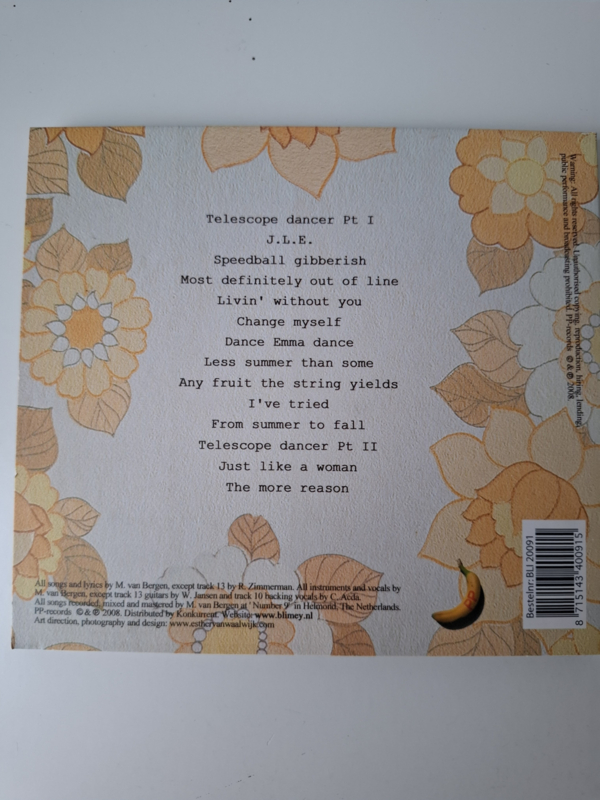 Telescope dancer Pt I
J.L.E.
Speedball gibberish
Most definitely out of line
Livin' without you
Change myself
Dance Emma dance
Less summer than some
Any fruit the string yields
I've tried
From summer to fall
Telescope dancer Pt II
Just like a woman
The more reason
All songs and lyrics by M. van Bergen, except track 13 by R. Zimmerman. All instruments and vocals by
M. van Bergen, except track 13 guitars by W. Jansen and track 10 backing vocals by C. Azda.
All songs recorded, mixed and mastered by M. van Bergen at ' Number 9' in Helmond, The Netherlands.
PP-records © & ℗ 2008. Distributed by Konkurrent. Website: www.blimey.nl
Art direction, photography and design: www.esthervanwaalwijk.com
Warning: All rights reserved. Unauthorised copying, reproduction, hiring, lending,
public performance and broadcasting prohibited. PP-records © & ℗ 2008.
Bestelnr: BLI 20091
8 715143 400915